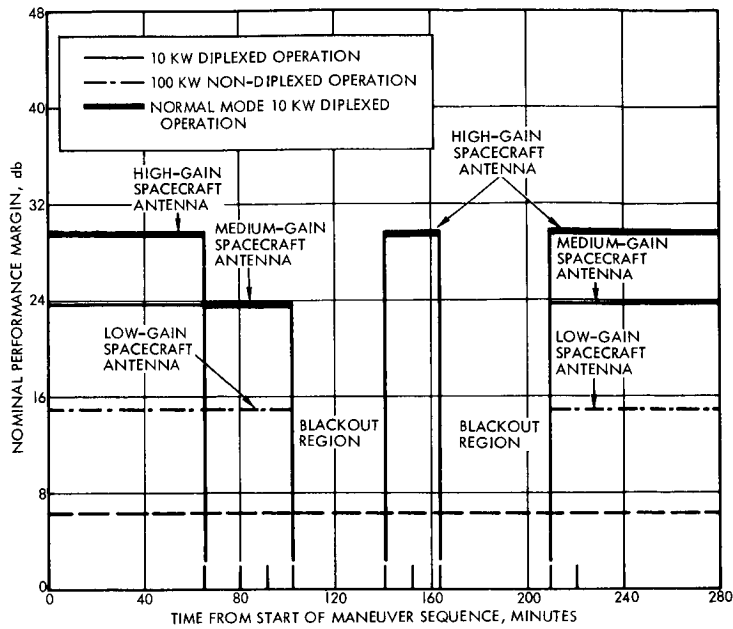 48
40
32
24
16
8
0
NOMINAL PERFORMANCE MARGIN, db
10 KW DIPLEXED OPERATION
100 KW NON-DIPLEXED OPERATION
NORMAL MODE 10 KW DIPLEXED
OPERATION
HIGH-GAIN
SPACECRAFT
ANTENNA
MEDIUM-GAIN
SPACECRAFT
ANTENNA
LOW-GAIN
SPACECRAFT
ANTENNA
BLACKOUT
REGION
HIGH-GAIN
SPACECRAFT
ANTENNA
MEDIUM-GAIN
SPACECRAFT
ANTENNA
LOW-GAIN
SPACECRAFT
ANTENNA
BLACKOUT
REGION
0 40 80 120 160 200 240 280
TIME FROM START OF MANEUVER SEQUENCE, MINUTES